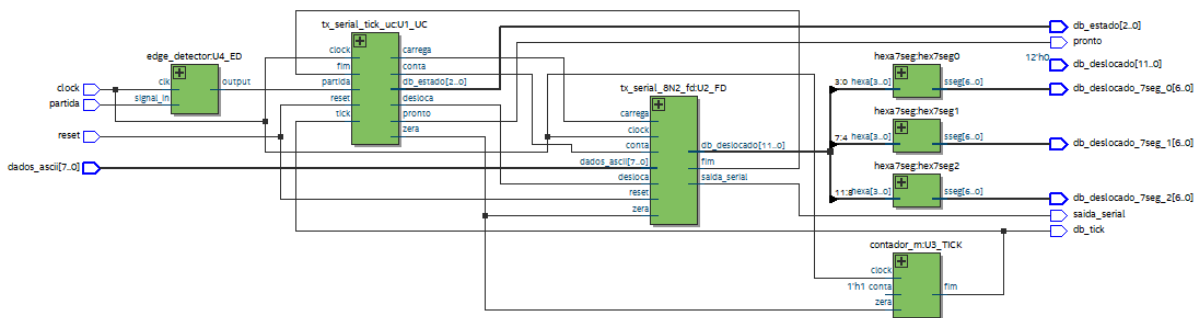 tx_serial_tick_uc:U1_UC
db_estado[2..0]
pronto
edge_detector:U4_ED
clock
carrega
fim
conta
hexa7seg:hex7seg0
12'h0
db_deslocado[11..0]
clk
output
partida
db_estado[2..0]
tx_serial_8N2_fd:U2_FD
3:0
hexa[3..0]
sseg[6..0]
db_deslocado_7seg_0[6..0]
clock
signal_in
reset
desloca
partida
tick
pronto
carrega
hexa7seg:hex7seg1
zera
clock
reset
conta
db_deslocado[11..0]
7:4
hexa[3..0]
sseg[6..0]
db_deslocado_7seg_1[6..0]
dados_ascii[7..0]
dados_ascii[7..0]
fim
hexa7seg:hex7seg2
desloca
saida_serial
reset
11:8
hexa[3..0]
sseg[6..0]
db_deslocado_7seg_2[6..0]
zera
saida_serial
db_tick
contador_m:U3_TICK
clock
1'h1
conta
fim
zera